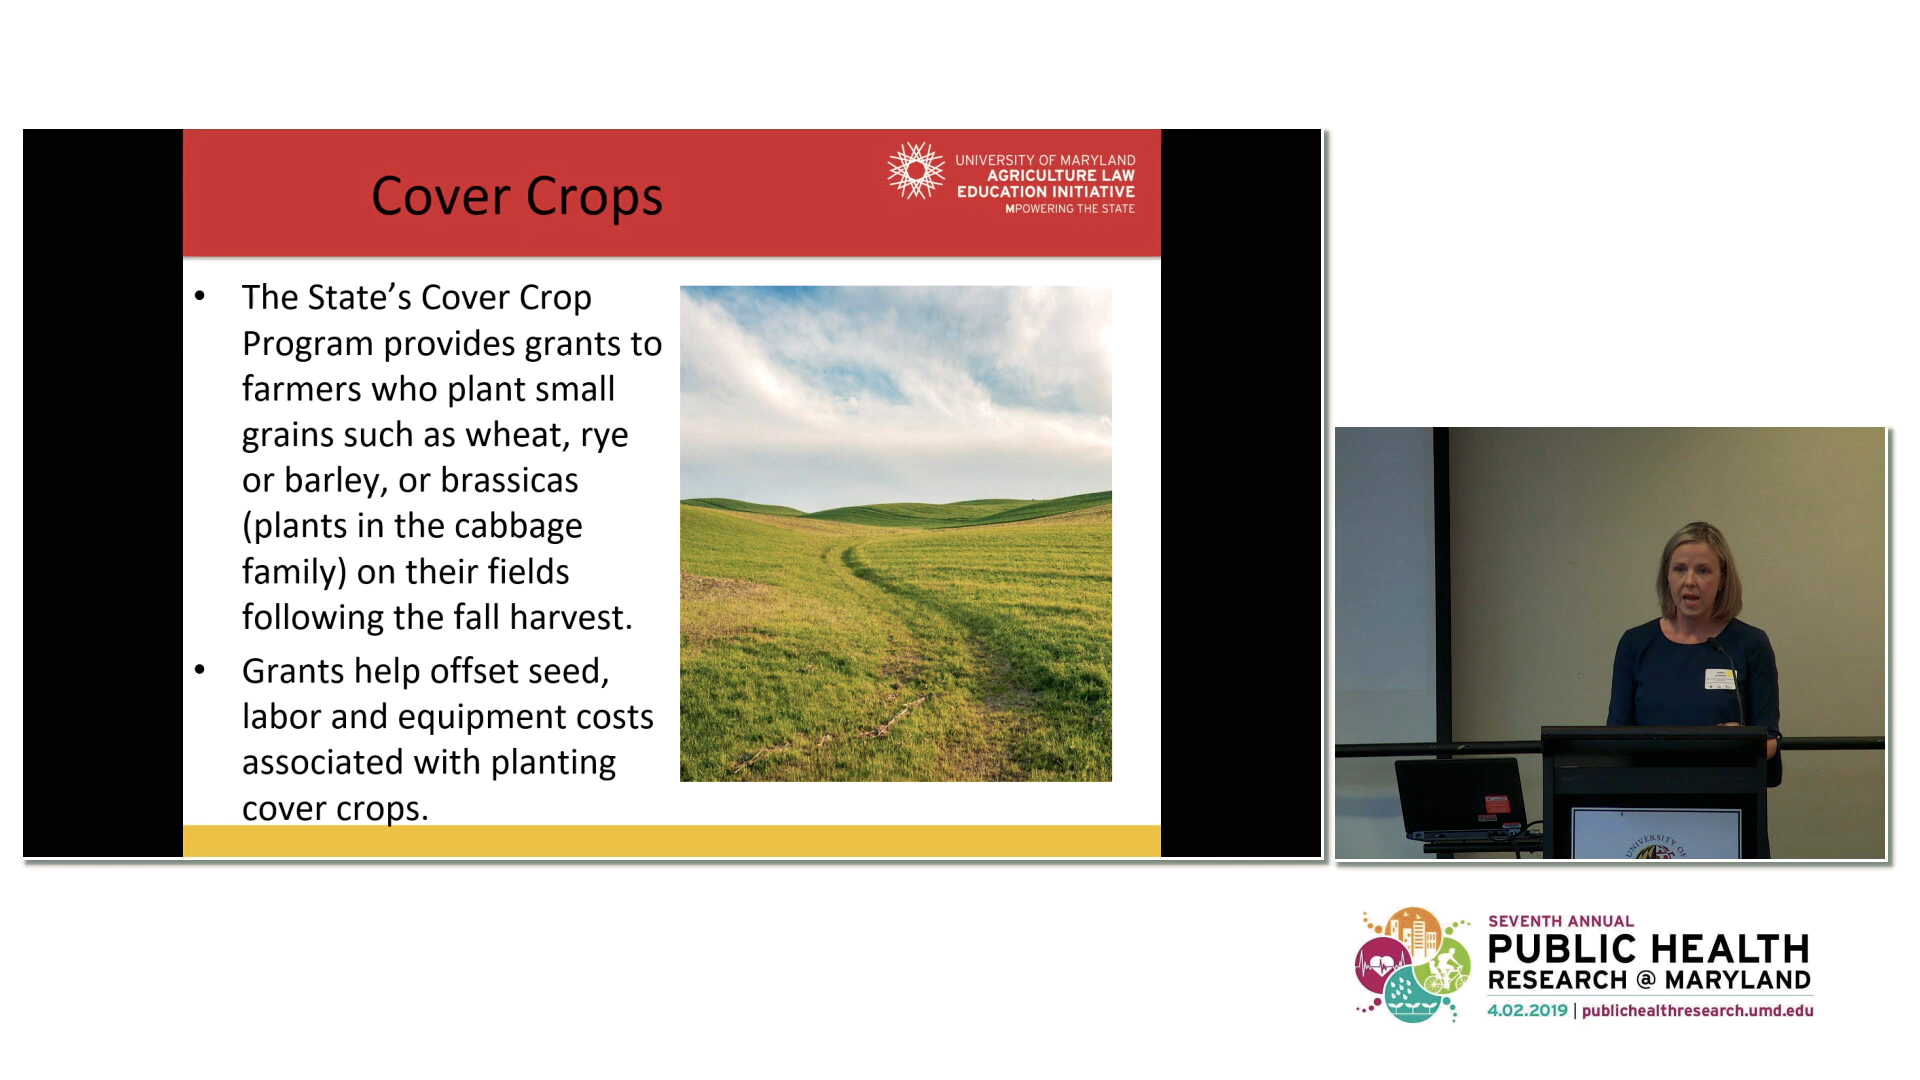 Cover Crops
UNIVERSITY OF MARYLAND
AGRICULTURE LAW
EDUCATION INITIATIVE
MPOWERING THE STATE
• The State’s Cover Crop
Program provides grants to
farmers who plant small
grains such as wheat, rye
or barley, or brassicas
(plants in the cabbage
family) on their fields
following the fall harvest.
• Grants help offset seed,
labor and equipment costs
associated with planting
cover crops.
UNIVERSITY OF
SEVENTH ANNUAL
PUBLIC HEALTH
RESEARCH @ MARYLAND
4.02.2019 | publichealthresearch.umd.edu